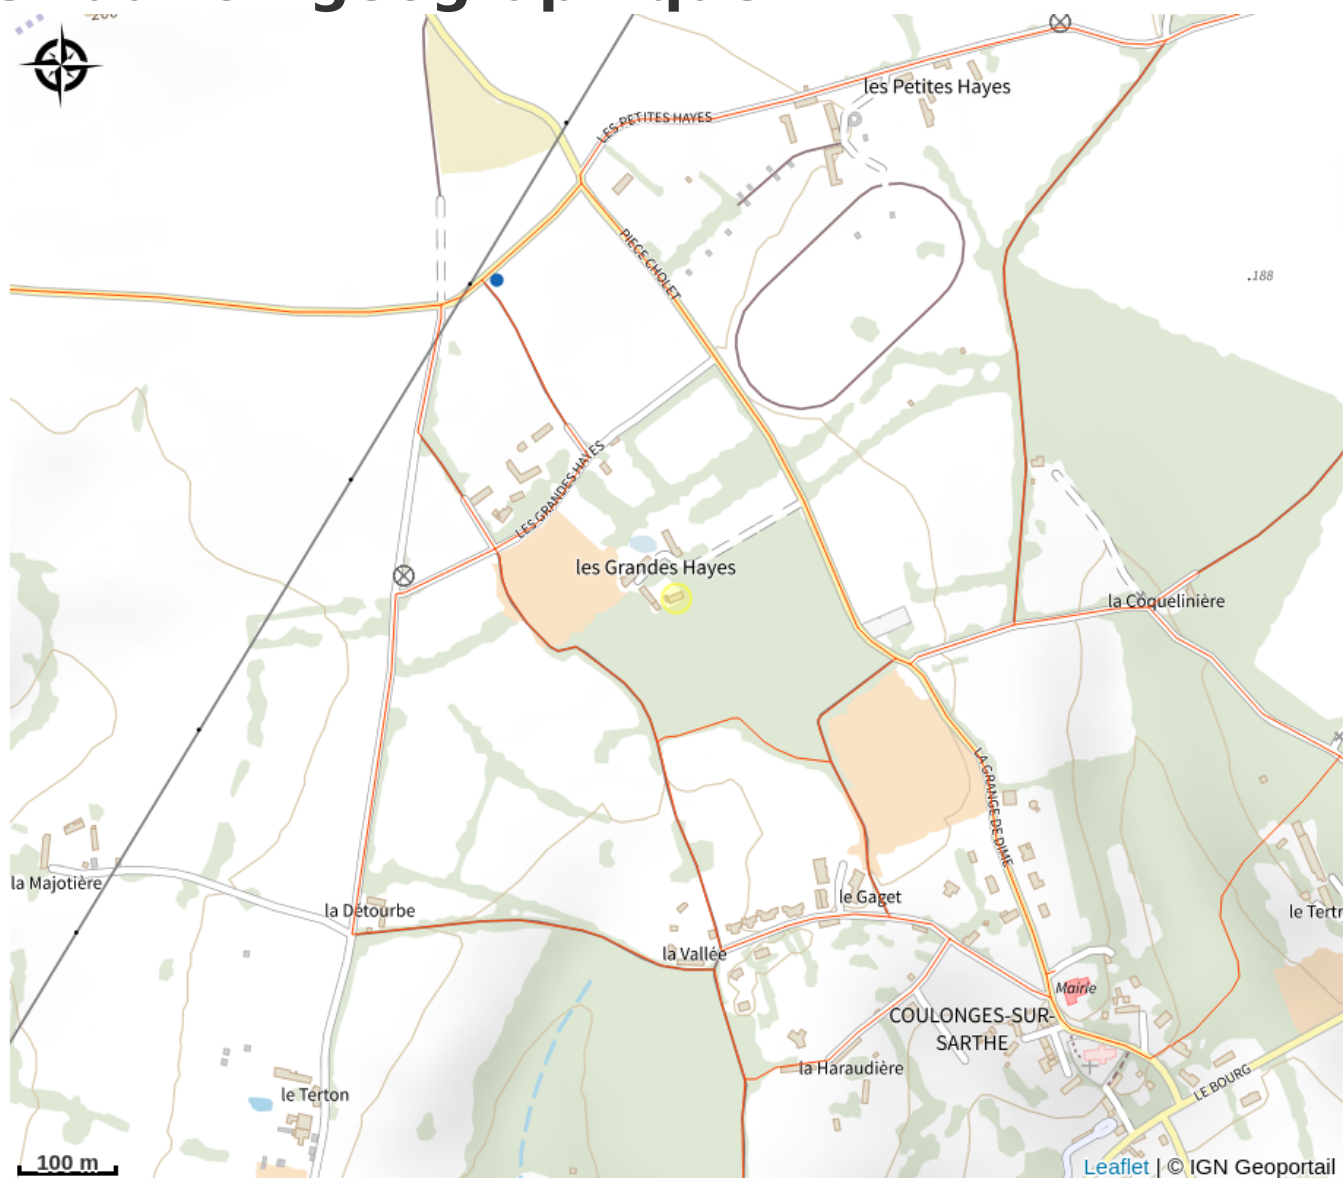 200
les Petites Hayes
LES PETITES HAYES
PIECE CHOLET
188
LES GRANDES HAYES
les Grandes Hayes
la Coquelinière
LA GRANGE DE DIME
la Majotière
la Détourbe
le Gaget
le Tertr
la Vallée
Mairie
COULONGES-SUR-
SARTHE
la Haraudière
le Terton
LE BOURG
100 m
Leaflet | © IGN Geoportail